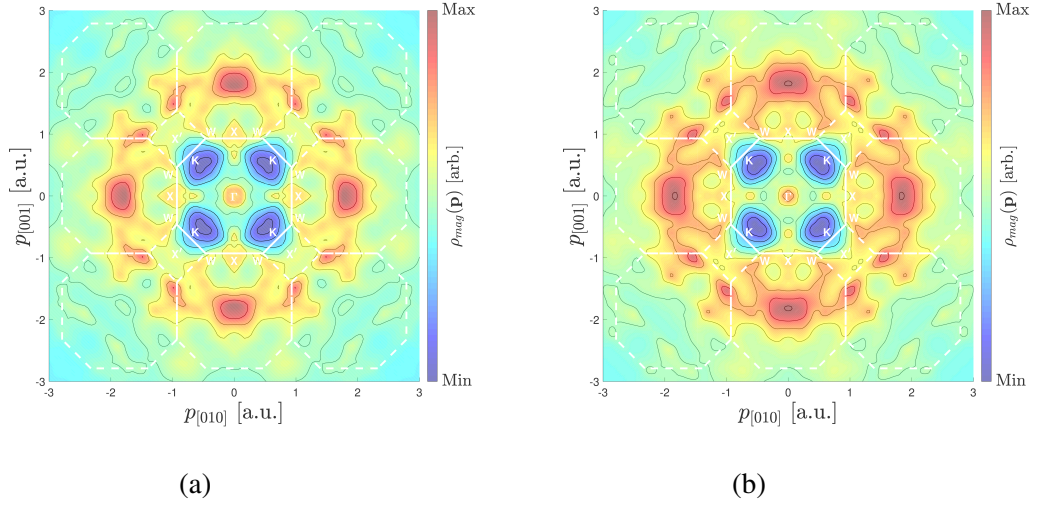 3
2
1
0
-1
-2
-3
-3 -2 -1 0 1 2 3
p[001] [a.u.]
p[010] [a.u.]
X W X W X
K K
W W
X Γ X
W W
K K
X W X W X
Max
ρmag(p) [arb.]
Min
(a)
3
2
1
0
-1
-2
-3
-3 -2 -1 0 1 2 3
p[001] [a.u.]
p[010] [a.u.]
W X W
K K
W W
X Γ X
W W
K K
W X W
Max
ρmag(p) [arb.]
Min
(b)